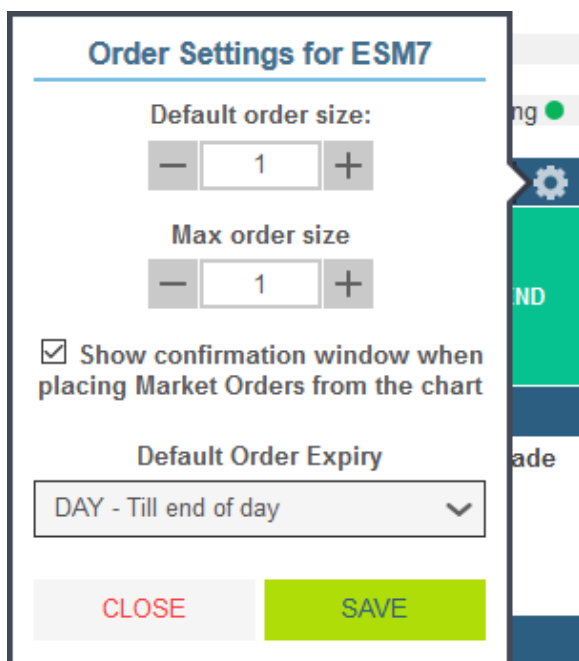 Order Settings for ESM7
Default order size:
1
Max order size
1
Show confirmation window when
placing Market Orders from the chart
Default Order Expiry
DAY - Till end of day
CLOSE
SAVE
ng
ND
ade